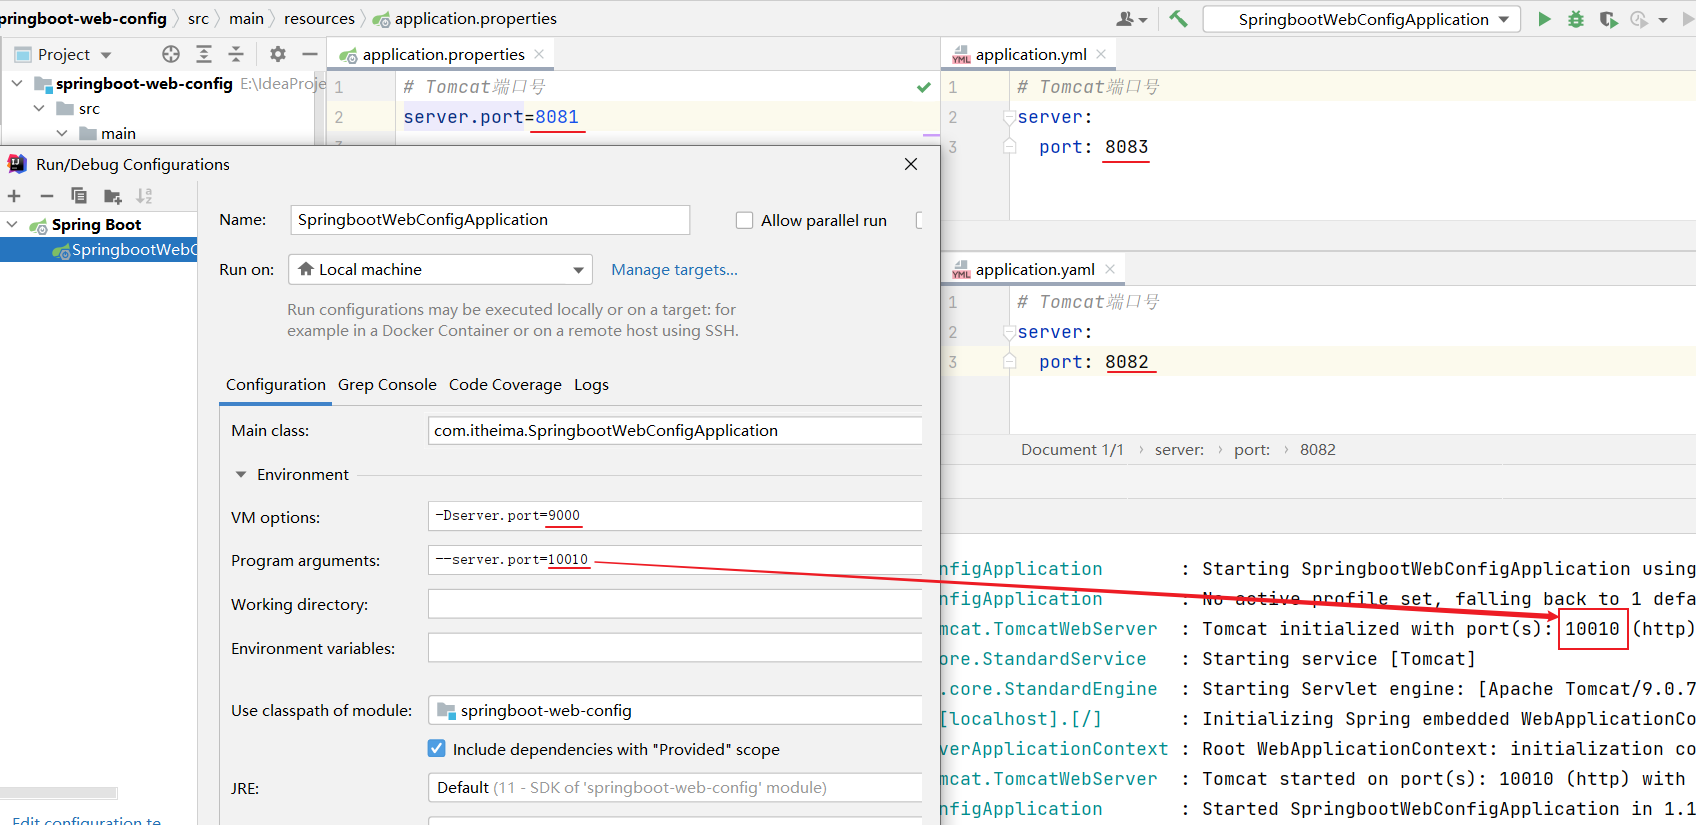 pringboot-web-config 〉 src 〉 main 〉 resources 〉 application.properties
SpringbootWebConfigApplication
Project
springboot-web-config E:\IdeaProje
src
main
application.properties
1 # Tomcat端口号
2 server.port=8081
application.yml
1 # Tomcat端口号
2 server:
3 port: 8083
Run/Debug Configurations
Spring Boot
SpringbootWebC
Name: SpringbootWebConfigApplication
Allow parallel run
Run on: Local machine
Manage targets...
Run configurations may be executed locally or on a target: for
example in a Docker Container or on a remote host using SSH.
Configuration Grep Console Code Coverage Logs
Main class: com.itheima.SpringbootWebConfigApplication
Environment
VM options: -Dserver.port=9000
Program arguments: --server.port=10010
Working directory:
Environment variables:
Use classpath of module: springboot-web-config
Include dependencies with "Provided" scope
JRE: Default (11 - SDK of 'springboot-web-config' module)
Edit configuration te
application.yaml
1 # Tomcat端口号
2 server:
3 port: 8082
Document 1/1 › server: › port: › 8082
nfigApplication : Starting SpringbootWebConfigApplication using
nfigApplication : No active profile set, falling back to 1 defa
mcat.TomcatWebServer : Tomcat initialized with port(s): 10010 (http)
ore.StandardService : Starting service [Tomcat]
.core.StandardEngine : Starting Servlet engine: [Apache Tomcat/9.0.7
[localhost].[/] : Initializing Spring embedded WebApplicationCo
verApplicationContext : Root WebApplicationContext: initialization co
mcat.TomcatWebServer : Tomcat started on port(s): 10010 (http) with
nfigApplication : Started SpringbootWebConfigApplication in 1.1